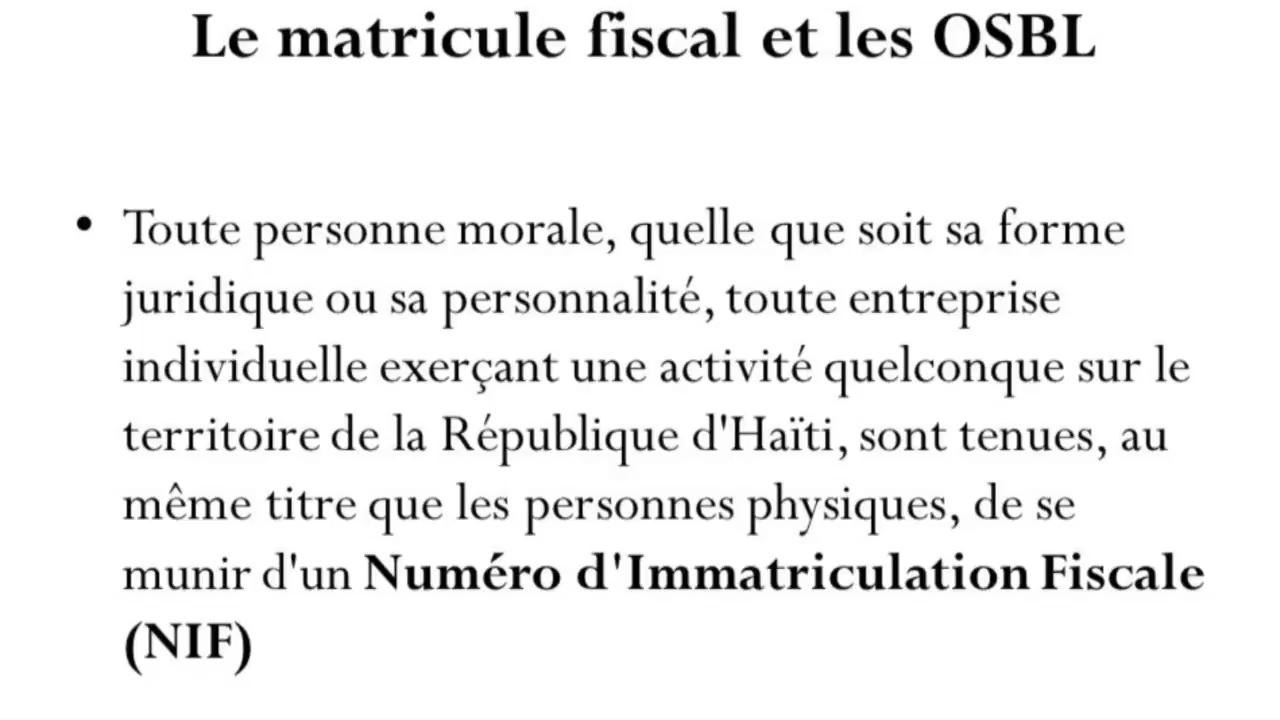 Le matricule fiscal et les OSBL
• Toute personne morale, quelle que soit sa forme
juridique ou sa personnalité, toute entreprise
individuelle exerçant une activité quelconque sur le
territoire de la République d'Haïti, sont tenues, au
même titre que les personnes physiques, de se
munir d'un Numéro d'Immatriculation Fiscale
(NIF)